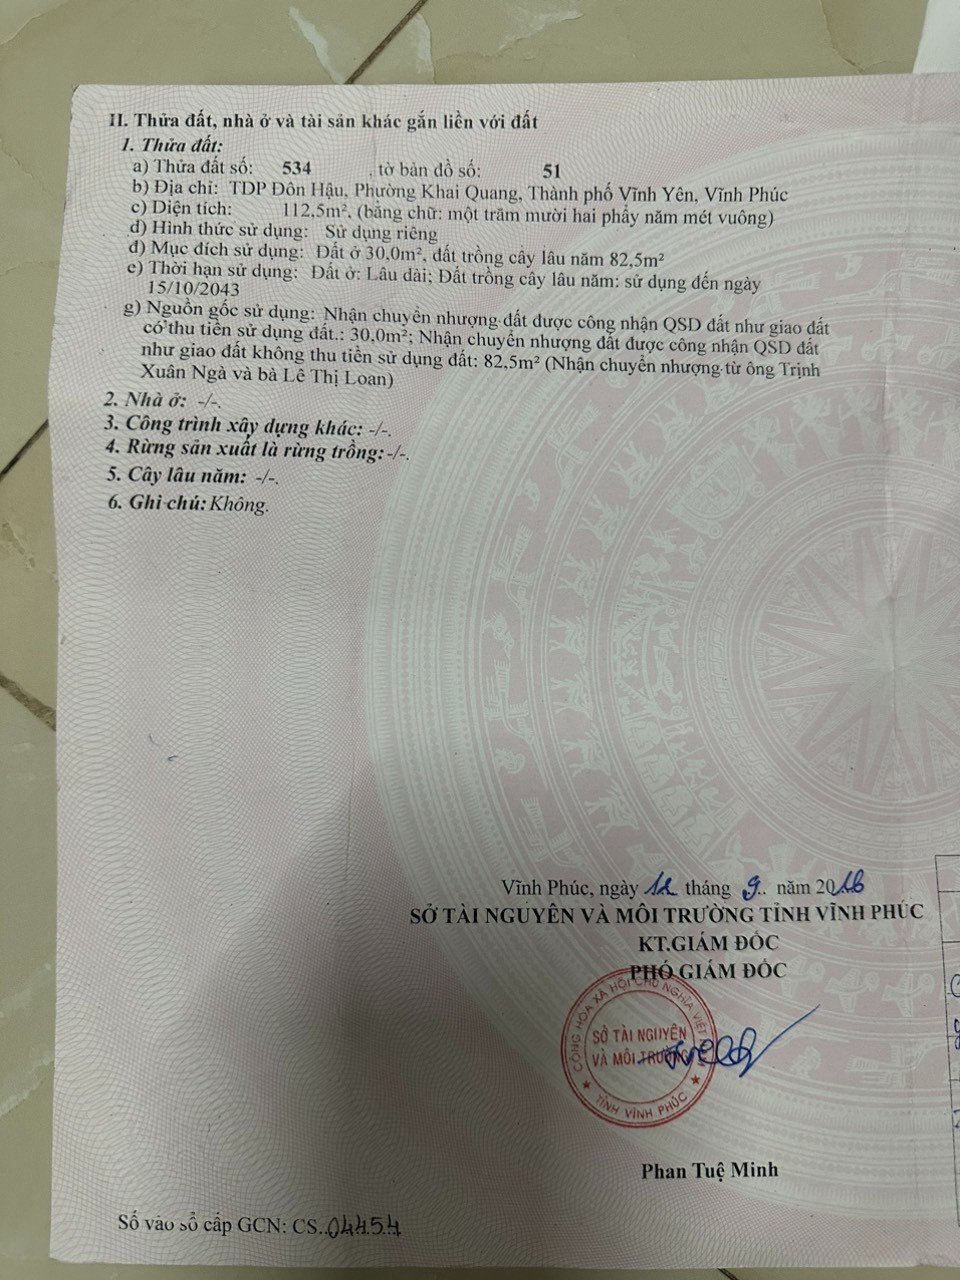 II. Thửa đất, nhà ở và tài sản khác gắn liền với đất
1. Thửa đất:
a) Thửa đất số: 534 , tờ bản đồ số: 51
b) Địa chỉ: TDP Đôn Hậu, Phường Khai Quang, Thành phố Vĩnh Yên, Vĩnh Phúc
c) Diện tích: 112,5m², (bằng chữ: một trăm mười hai phẩy năm mét vuông)
d) Hình thức sử dụng: Sử dụng riêng
đ) Mục đích sử dụng: Đất ở 30,0m², đất trồng cây lâu năm 82,5m²
e) Thời hạn sử dụng: Đất ở: Lâu dài; Đất trồng cây lâu năm: sử dụng đến ngày
15/10/2043
g) Nguồn gốc sử dụng: Nhận chuyển nhượng đất được công nhận QSD đất như giao đất
có thu tiền sử dụng đất.: 30,0m²; Nhận chuyển nhượng đất được công nhận QSD đất
như giao đất không thu tiền sử dụng đất: 82,5m² (Nhận chuyển nhượng từ ông Trịnh
Xuân Ngà và bà Lê Thị Loan)
2. Nhà ở: -/-.
3. Công trình xây dựng khác: -/-.
4. Rừng sản xuất là rừng trồng: -/-.
5. Cây lâu năm: -/-.
6. Ghi chú: Không.
Vĩnh Phúc, ngày 12 tháng 9.. năm 2016
SỞ TÀI NGUYÊN VÀ MÔI TRƯỜNG TỈNH VĨNH PHÚC
KT.GIÁM ĐỐC
PHÓ GIÁM ĐỐC
CỘNG HÒA XÃ HỘI CHỦ NGHĨA VIỆT
SỞ TÀI NGUYÊN
VÀ MÔI TRƯỜNG
TỈNH VĨNH PHÚC
Phan Tuệ Minh
Số vào sổ cấp GCN: CS..04454